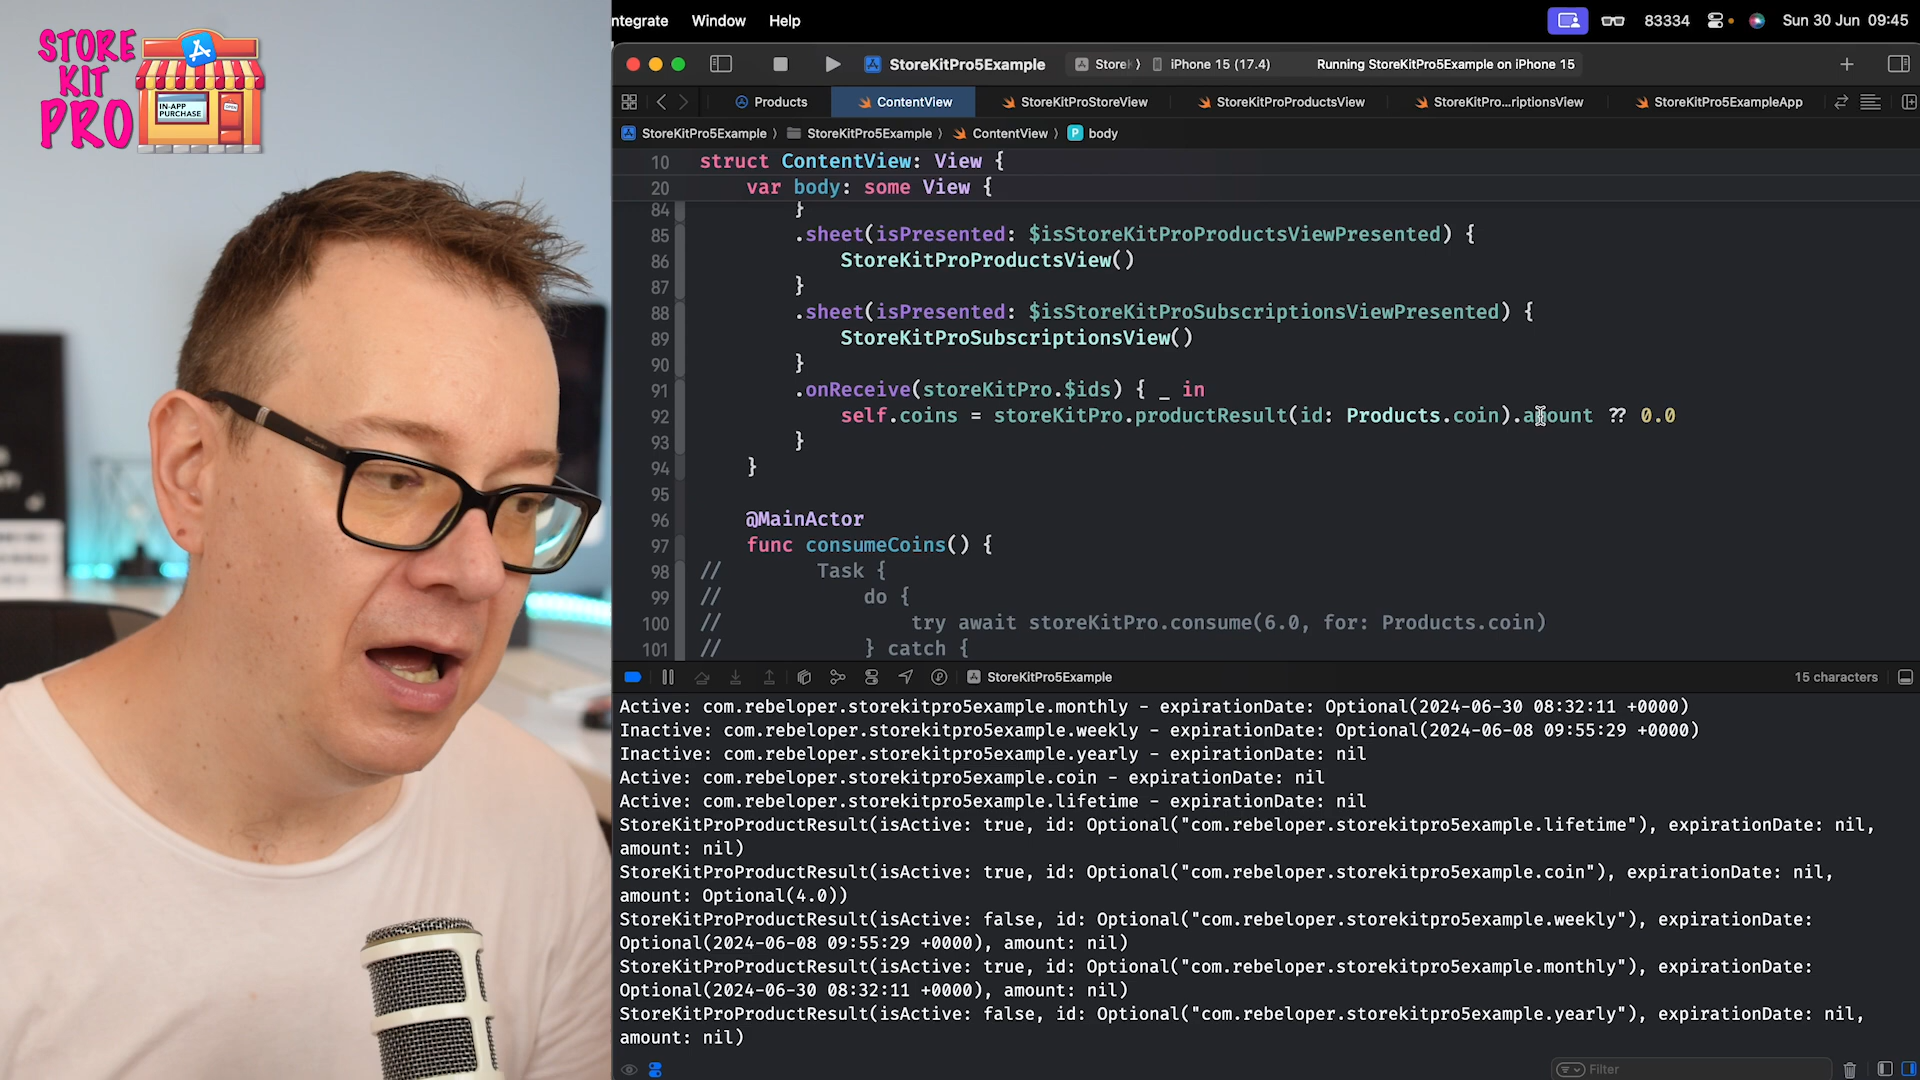 STORE
KIT
PRO
IN-APP
PURCHASE
OPEN
ntegrate Window Help
83334 Sun 30 Jun 09:45
StoreKitPro5Example StoreK iPhone 15 (17.4) Running StoreKitPro5Example on iPhone 15
Products ContentView StoreKitProStoreView StoreKitProProductsView StoreKitPro...riptionsView StoreKitPro5ExampleApp
StoreKitPro5Example StoreKitPro5Example ContentView P body
10 struct ContentView: View {
20 var body: some View {
84 }
85 .sheet(isPresented: $isStoreKitProProductsViewPresented) {
86 StoreKitProProductsView()
87 }
88 .sheet(isPresented: $isStoreKitProSubscriptionsViewPresented) {
89 StoreKitProSubscriptionsView()
90 }
91 .onReceive(storeKitPro.$ids) { _ in
92 self.coins = storeKitPro.productResult(id: Products.coin).amount ?? 0.0
93 }
94 }
95
96 @MainActor
97 func consumeCoins() {
98 // Task {
99 // do {
100 // try await storeKitPro.consume(6.0, for: Products.coin)
101 // } catch {
StoreKitPro5Example 15 characters
Active: com.rebeloper.storekitpro5example.monthly - expirationDate: Optional(2024-06-30 08:32:11 +0000)
Inactive: com.rebeloper.storekitpro5example.weekly - expirationDate: Optional(2024-06-08 09:55:29 +0000)
Inactive: com.rebeloper.storekitpro5example.yearly - expirationDate: nil
Active: com.rebeloper.storekitpro5example.coin - expirationDate: nil
Active: com.rebeloper.storekitpro5example.lifetime - expirationDate: nil
StoreKitProProductResult(isActive: true, id: Optional("com.rebeloper.storekitpro5example.lifetime"), expirationDate: nil,
amount: nil)
StoreKitProProductResult(isActive: true, id: Optional("com.rebeloper.storekitpro5example.coin"), expirationDate: nil,
amount: Optional(4.0))
StoreKitProProductResult(isActive: false, id: Optional("com.rebeloper.storekitpro5example.weekly"), expirationDate:
Optional(2024-06-08 09:55:29 +0000), amount: nil)
StoreKitProProductResult(isActive: true, id: Optional("com.rebeloper.storekitpro5example.monthly"), expirationDate:
Optional(2024-06-30 08:32:11 +0000), amount: nil)
StoreKitProProductResult(isActive: false, id: Optional("com.rebeloper.storekitpro5example.yearly"), expirationDate: nil,
amount: nil)
Filter